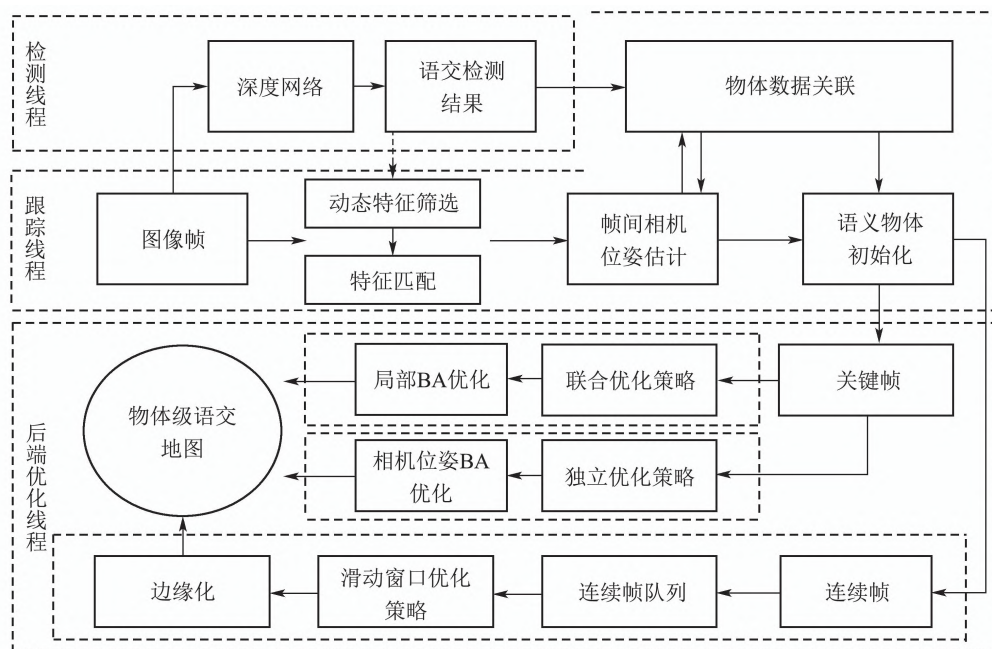 检测线程
深度网络
语交检测
结果
物体数据关联
跟踪线程
图像帧
动态特征筛选
特征匹配
帧间相机
位姿估计
语义物体
初始化
后端优化线程
物体级语交
地图
局部BA优化
联合优化策略
关键帧
相机位姿BA
优化
独立优化策略
边缘化
滑动窗口优化
策略
连续帧队列
连续帧